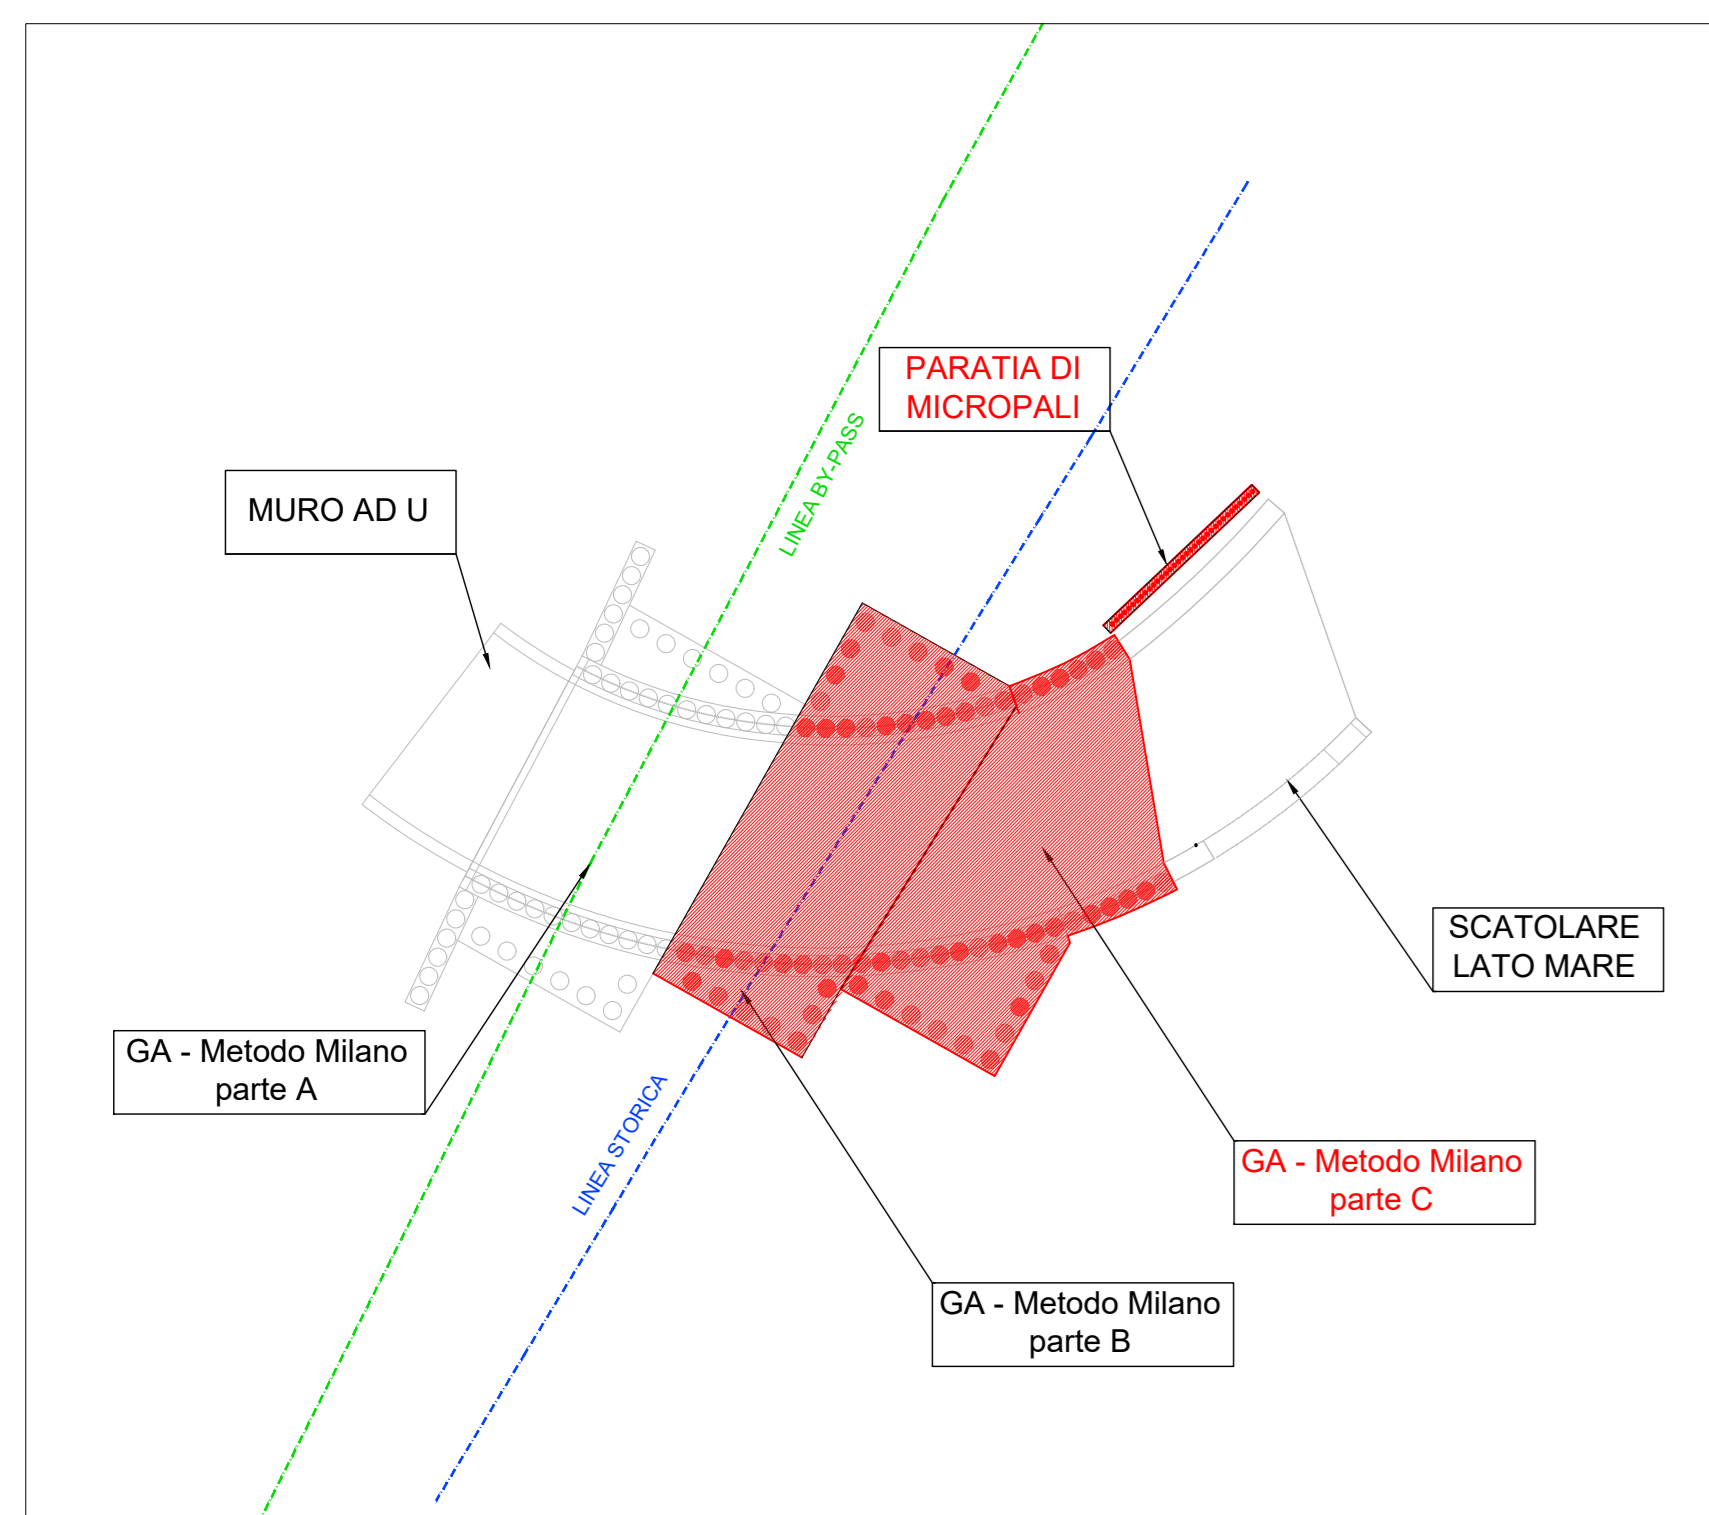 PARATIA DI
MICROPALI
LINEA BY-PASS
MURO AD U
SCATOLARE
LATO MARE
GA - Metodo Milano
parte A
LINEA STORICA
GA - Metodo Milano
parte C
GA - Metodo Milano
parte B